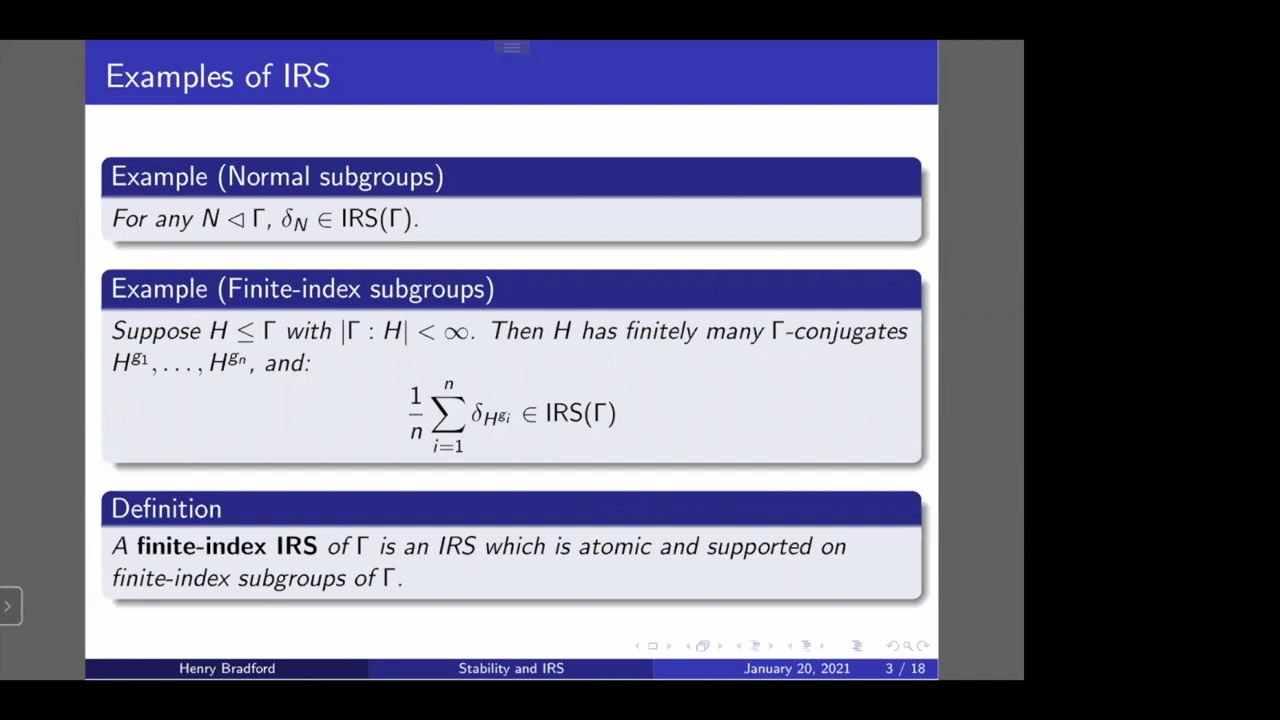 Examples of IRS
Example (Normal subgroups)
For any N ◁ Γ, δ_N ∈ IRS(Γ).
Example (Finite-index subgroups)
Suppose H ≤ Γ with |Γ : H| < ∞. Then H has finitely many Γ-conjugates
H^{g_1}, . . . , H^{g_n}, and:
\frac{1}{n} \sum_{i=1}^{n} δ_{H^{g_i}} ∈ IRS(Γ)
Definition
A finite-index IRS of Γ is an IRS which is atomic and supported on
finite-index subgroups of Γ.
Henry Bradford Stability and IRS January 20, 2021 3 / 18